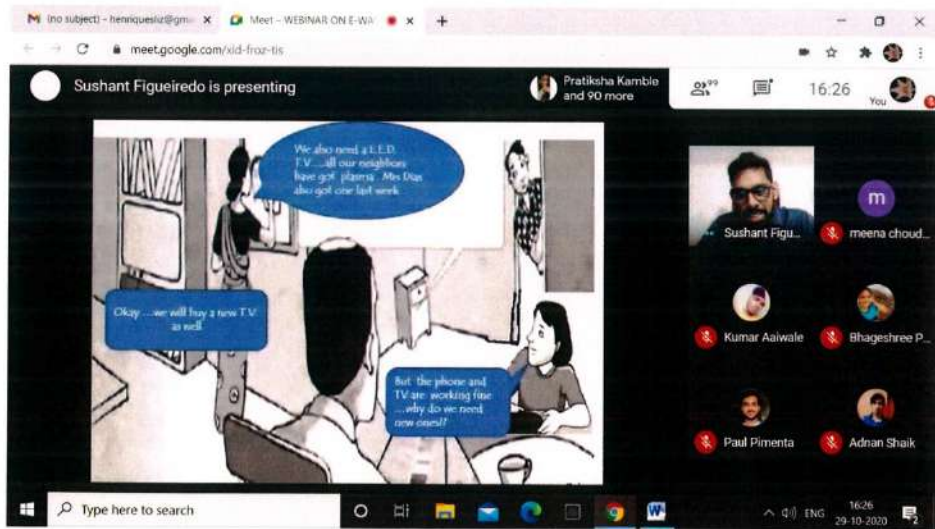 (no subject) - henriquesliz@gm
Meet - WEBINAR ON E-WA
meet.google.com/xid-froz-tis
Sushant Figueiredo is presenting
Pratiksha Kamble
and 90 more
99
16:26
You
We also need a L.E.D.
T.V....all our neighbors
have got plasma Mrs Dias
also got one last week
Okay ....we will buy a new T.V.
as well
But the phone and
TV are working fine
...why do we need
new ones!?
Sushant Figu...
m
meena choud...
Kumar Aaiwale
Bhageshree P...
Paul Pimenta
Adnan Shaik
Type here to search
W
ENG
16:26
29-10-2020
2